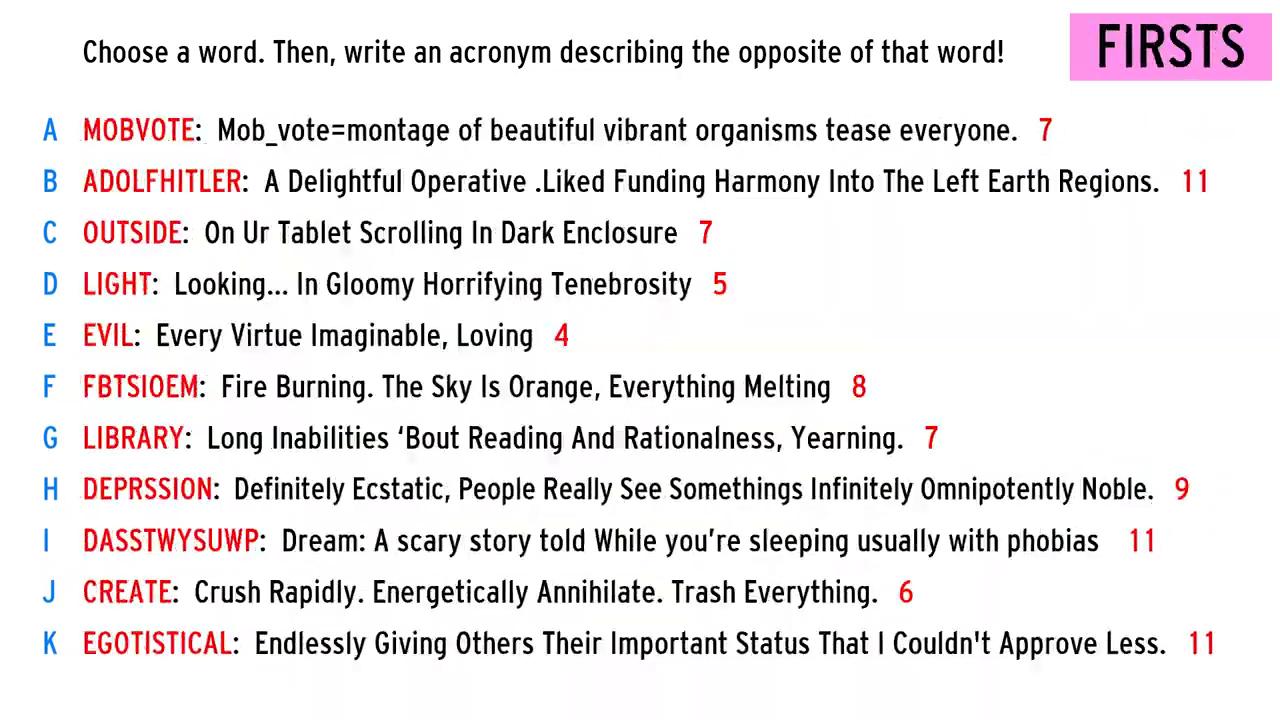 Choose a word. Then, write an acronym describing the opposite of that word!
FIRSTS
A MOBVOTE: Mob_vote=montage of beautiful vibrant organisms tease everyone. 7
B ADOLFHITLER: A Delightful Operative .Liked Funding Harmony Into The Left Earth Regions. 11
C OUTSIDE: On Ur Tablet Scrolling In Dark Enclosure 7
D LIGHT: Looking... In Gloomy Horrifying Tenebrosity 5
E EVIL: Every Virtue Imaginable, Loving 4
F FBTSIOEM: Fire Burning. The Sky Is Orange, Everything Melting 8
G LIBRARY: Long Inabilities ‘Bout Reading And Rationalness, Yearning. 7
H DEPRSSION: Definitely Ecstatic, People Really See Somethings Infinitely Omnipotently Noble. 9
I DASSTWYSUWP: Dream: A scary story told While you’re sleeping usually with phobias 11
J CREATE: Crush Rapidly. Energetically Annihilate. Trash Everything. 6
K EGOTISTICAL: Endlessly Giving Others Their Important Status That I Couldn't Approve Less. 11